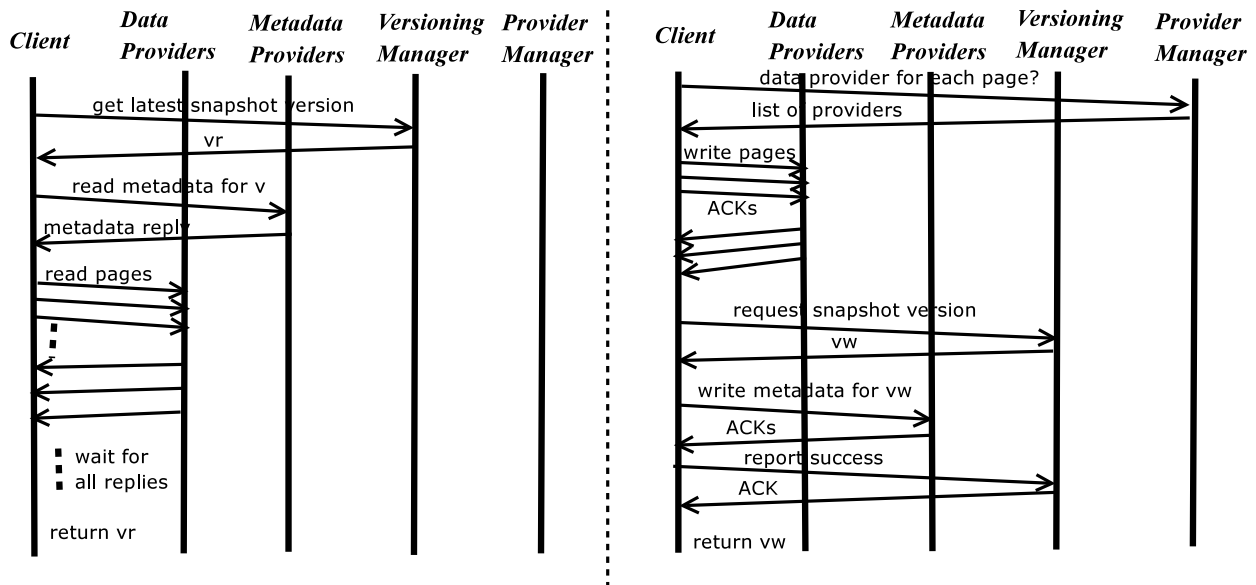 Client
Data
Providers
Metadata
Providers
Versioning
Manager
Provider
Manager
get latest snapshot version
vr
read metadata for v
metadata reply
read pages
wait for
all replies
return vr
Client
Data
Providers
Metadata
Providers
Versioning
Manager
Provider
Manager
data provider for each page?
list of providers
write pages
ACKs
request snapshot version
vw
write metadata for vw
ACKs
report success
ACK
return vw